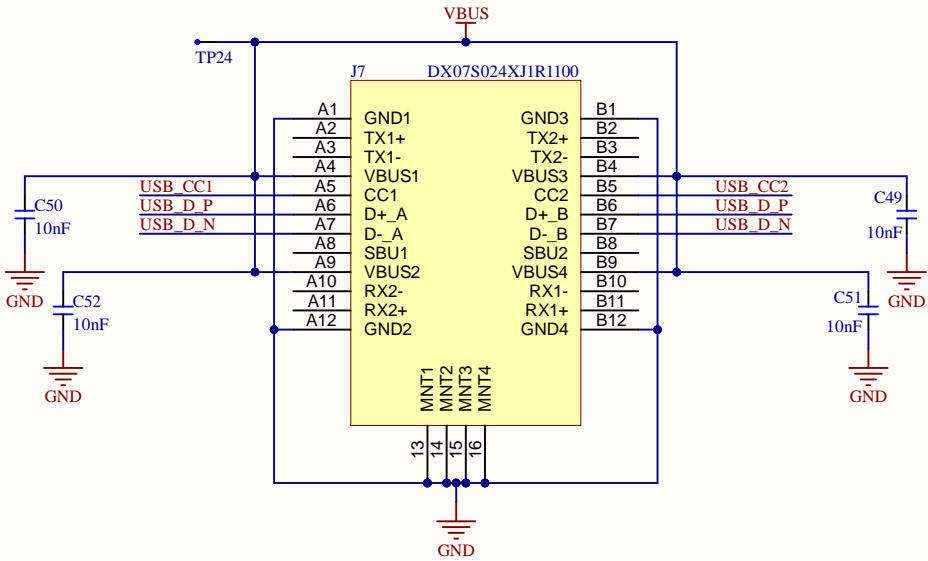 VBUS
TP24
J7 DX07S024XJ1R1100
A1 GND1 GND3 B1
A2 TX1+ TX2+ B2
A3 TX1- TX2- B3
A4 VBUS1 VBUS3 B4
USB_CC1 A5 CC1 CC2 B5 USB_CC2
USB_D_P A6 D+_A D+_B B6 USB_D_P
USB_D_N A7 D-_A D-_B B7 USB_D_N
A8 SBU1 SBU2 B8
A9 VBUS2 VBUS4 B9
A10 RX2- RX1- B10
A11 RX2+ RX1+ B11
A12 GND2 GND4 B12
C50
10nF
GND
C49
10nF
GND
C52
10nF
GND
C51
10nF
GND
MNT1 MNT2 MNT3 MNT4
13 14 15 16
GND